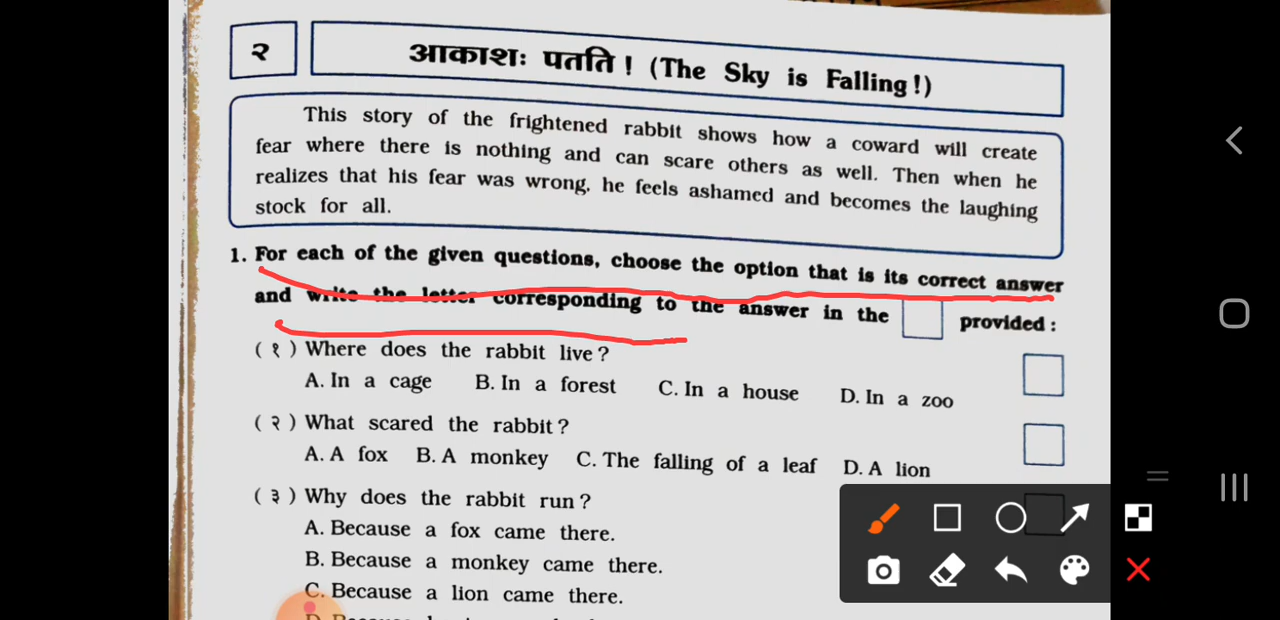 २
आकाशः पतति ! (The Sky is Falling !)
This story of the frightened rabbit shows how a coward will create
fear where there is nothing and can scare others as well. Then when he
realizes that his fear was wrong, he feels ashamed and becomes the laughing
stock for all.
1. For each of the given questions, choose the option that is its correct answer
and write the letter corresponding to the answer in the provided :
( १ ) Where does the rabbit live ?
A. In a cage B. In a forest C. In a house D. In a zoo
( २ ) What scared the rabbit ?
A. A fox B. A monkey C. The falling of a leaf D. A lion
( ३ ) Why does the rabbit run ?
A. Because a fox came there.
B. Because a monkey came there.
C. Because a lion came there.